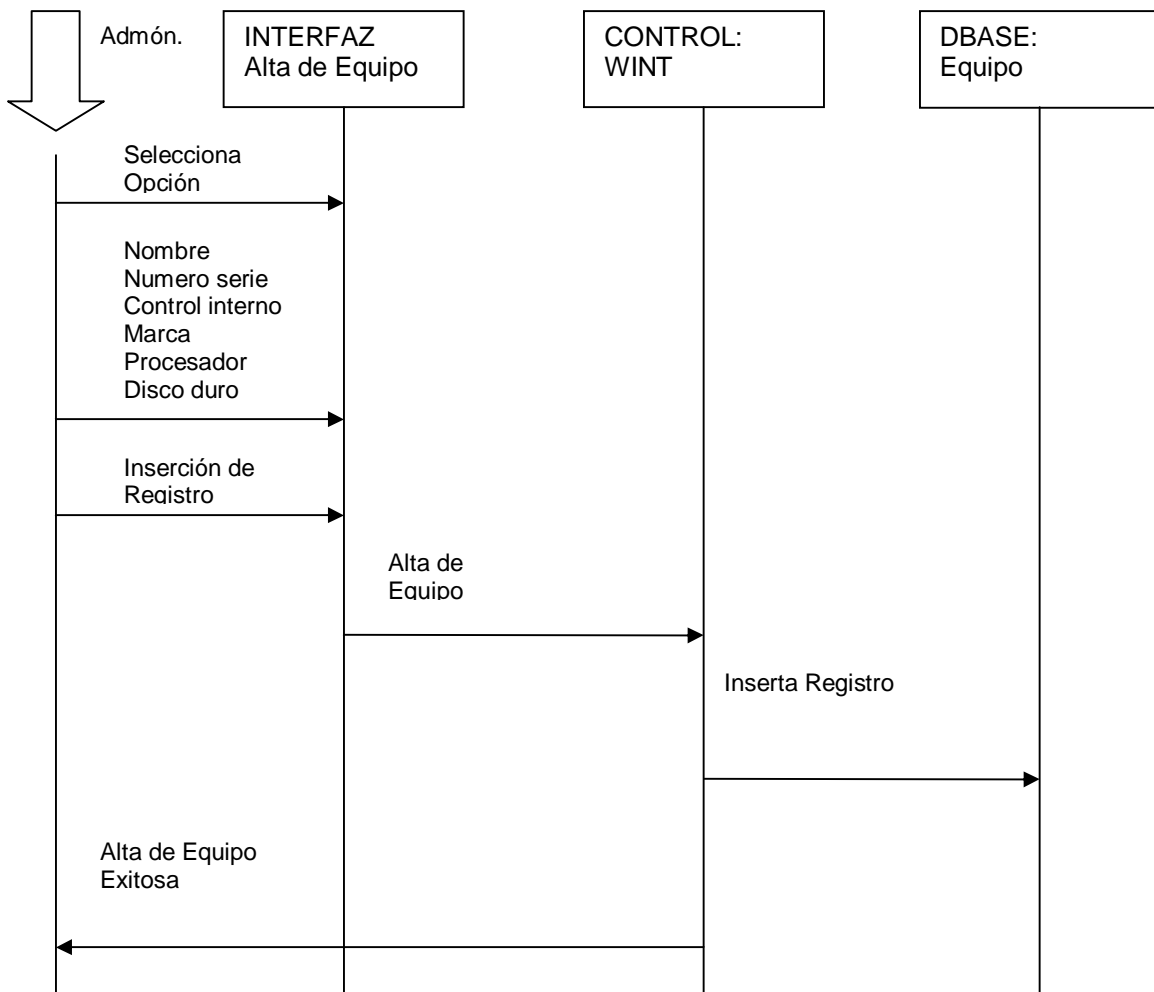 Admón.
INTERFAZ
Alta de Equipo
CONTROL:
WINT
DBASE:
Equipo
Selecciona
Opción
Nombre
Numero serie
Control interno
Marca
Procesador
Disco duro
Inserción de
Registro
Alta de
Equipo
Inserta Registro
Alta de Equipo
Exitosa